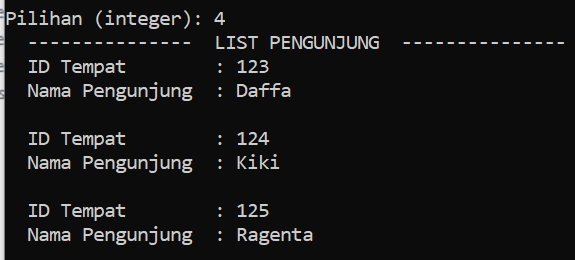 Pilihan (integer): 4
--------------- LIST PENGUNJUNG ---------------
ID Tempat : 123
Nama Pengunjung : Daffa
ID Tempat : 124
Nama Pengunjung : Kiki
ID Tempat : 125
Nama Pengunjung : Ragenta